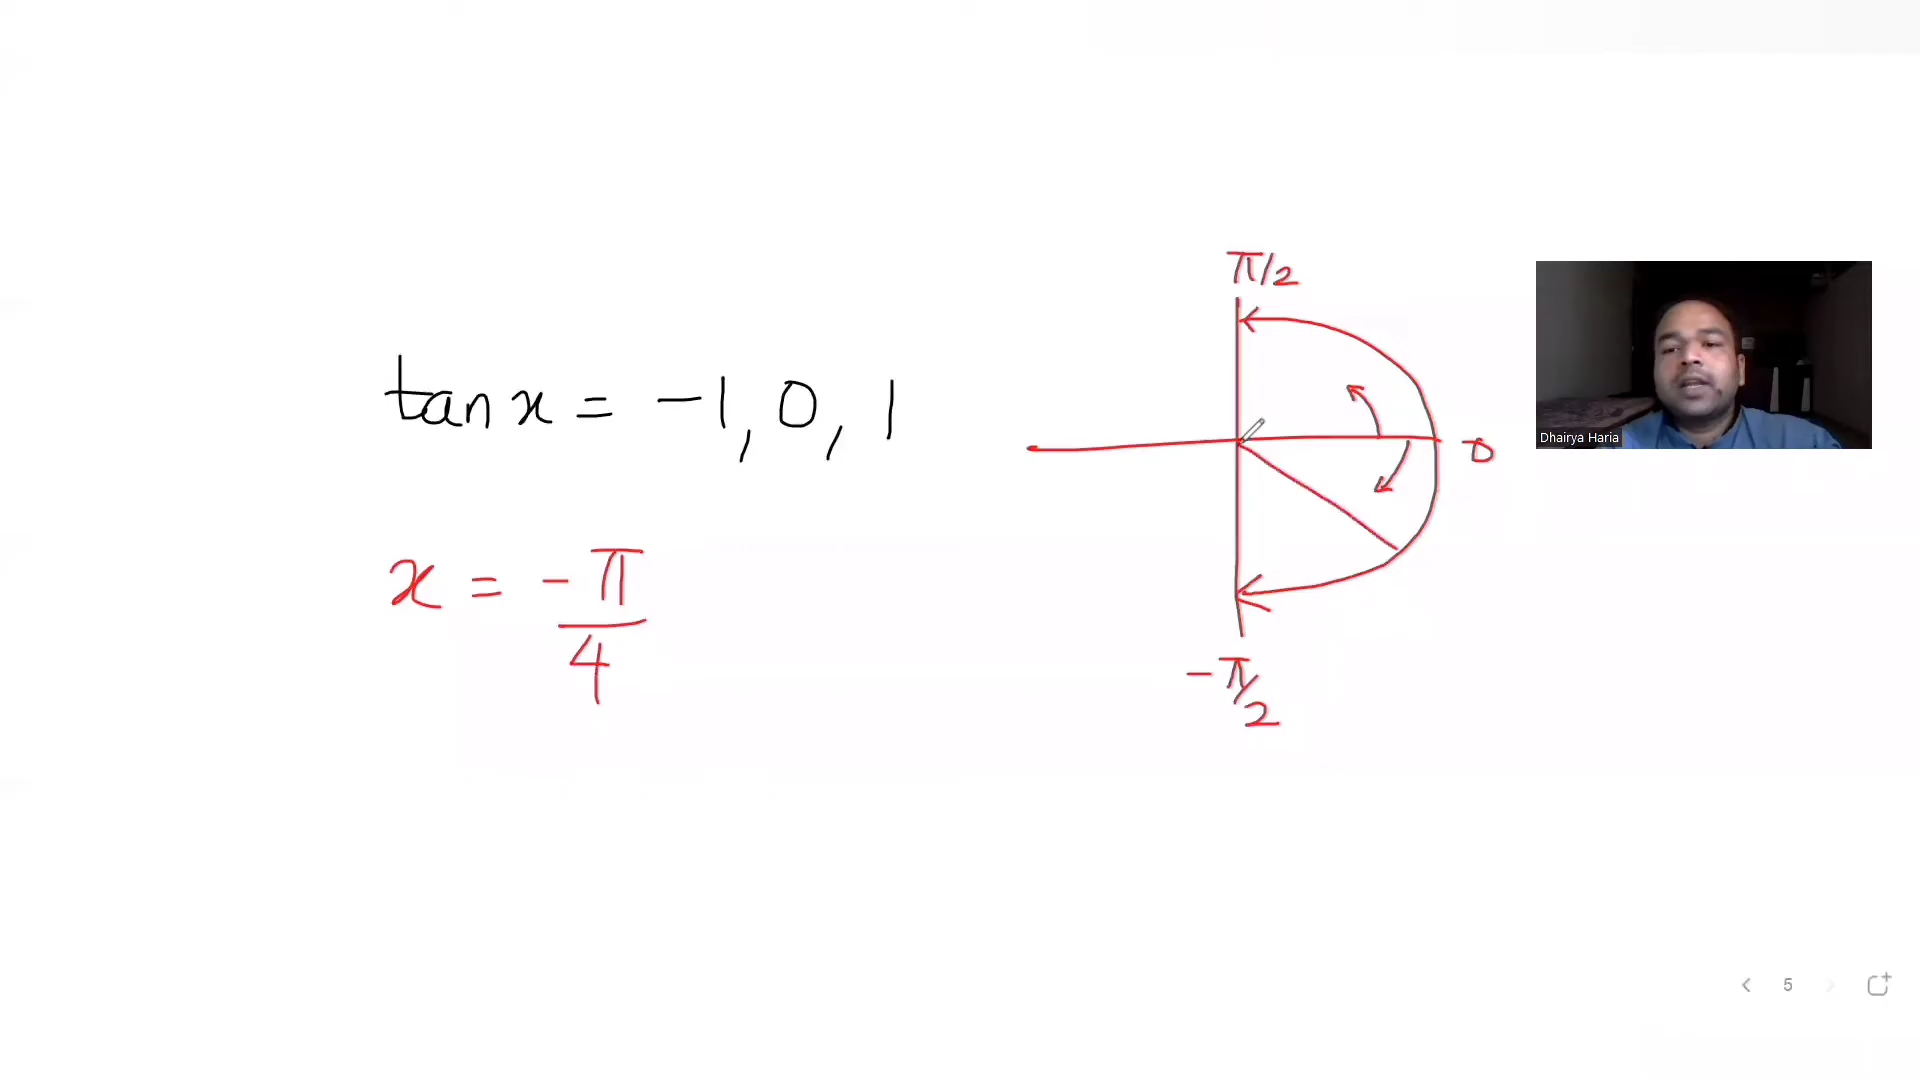 tan x = -1, 0, 1
x = -π/4
π/2
0
-π/2
Dhairya Haria
5